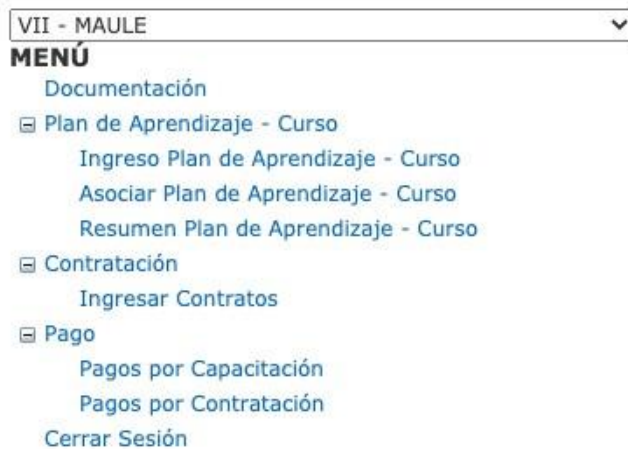 VII - MAULE
MENÚ
Documentación
Plan de Aprendizaje - Curso
Ingreso Plan de Aprendizaje - Curso
Asociar Plan de Aprendizaje - Curso
Resumen Plan de Aprendizaje - Curso
Contratación
Ingresar Contratos
Pago
Pagos por Capacitación
Pagos por Contratación
Cerrar Sesión